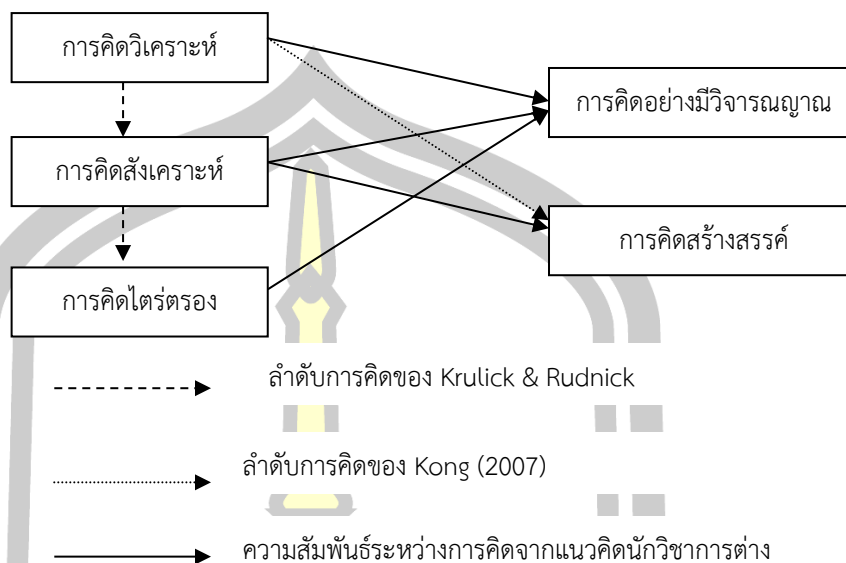 การคิดวิเคราะห์
การคิดอย่างมีวิจารณญาณ
การคิดสังเคราะห์
การคิดสร้างสรรค์
การคิดไตร่ตรอง
ลำดับการคิดของ Krulick & Rudnick
ลำดับการคิดของ Kong (2007)
ความสัมพันธ์ระหว่างการคิดจากแนวคิดนักวิชาการต่าง